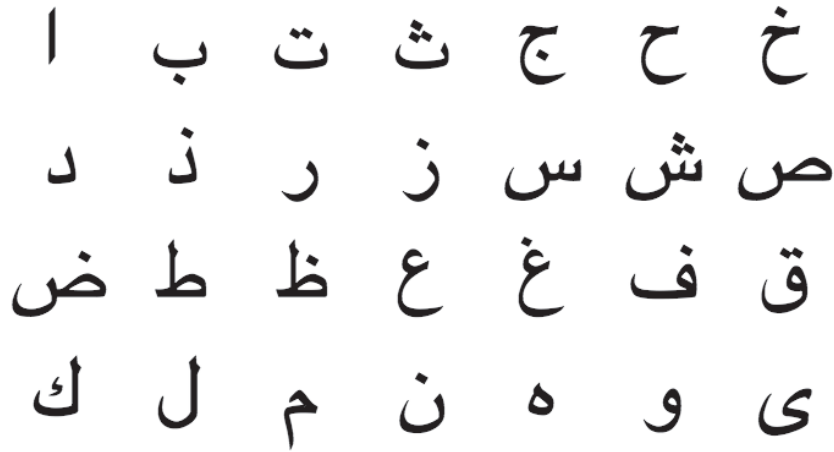 ا ب ت ث ج ح خ
د ذ ر ز س ش ص
ض ط ظ ع غ ف ق
ك ل م ن ه و ى